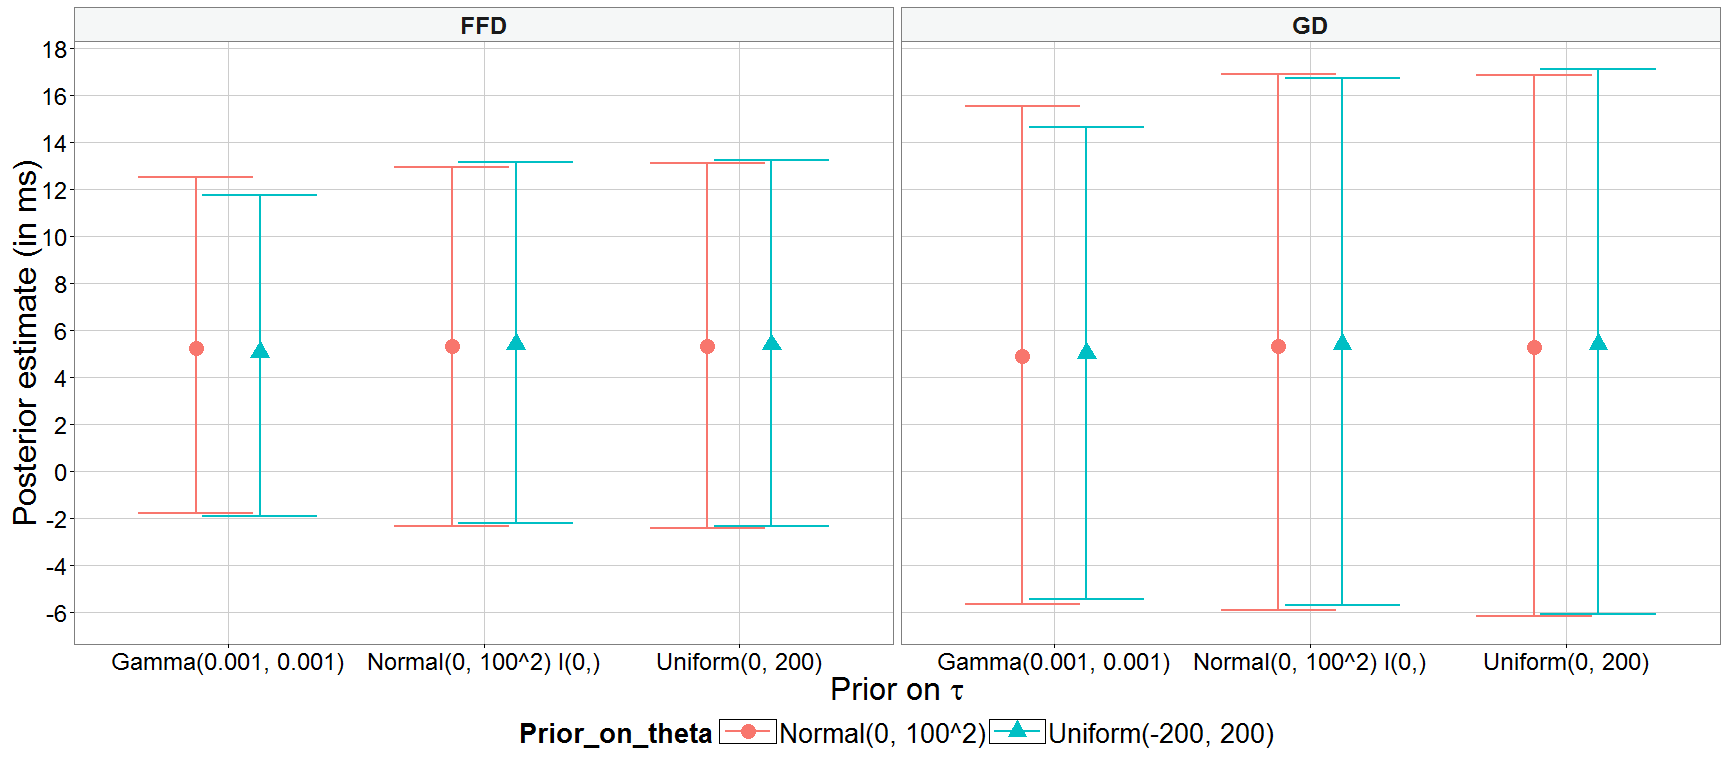 FFD
GD
Posterior estimate (in ms)
18
16
14
12
10
8
6
4
2
0
-2
-4
-6
Gamma(0.001, 0.001)
Normal(0, 100^2) I(0,)
Uniform(0, 200)
Gamma(0.001, 0.001)
Normal(0, 100^2) I(0,)
Uniform(0, 200)
Prior on τ
Prior_on_theta Normal(0, 100^2) Uniform(-200, 200)